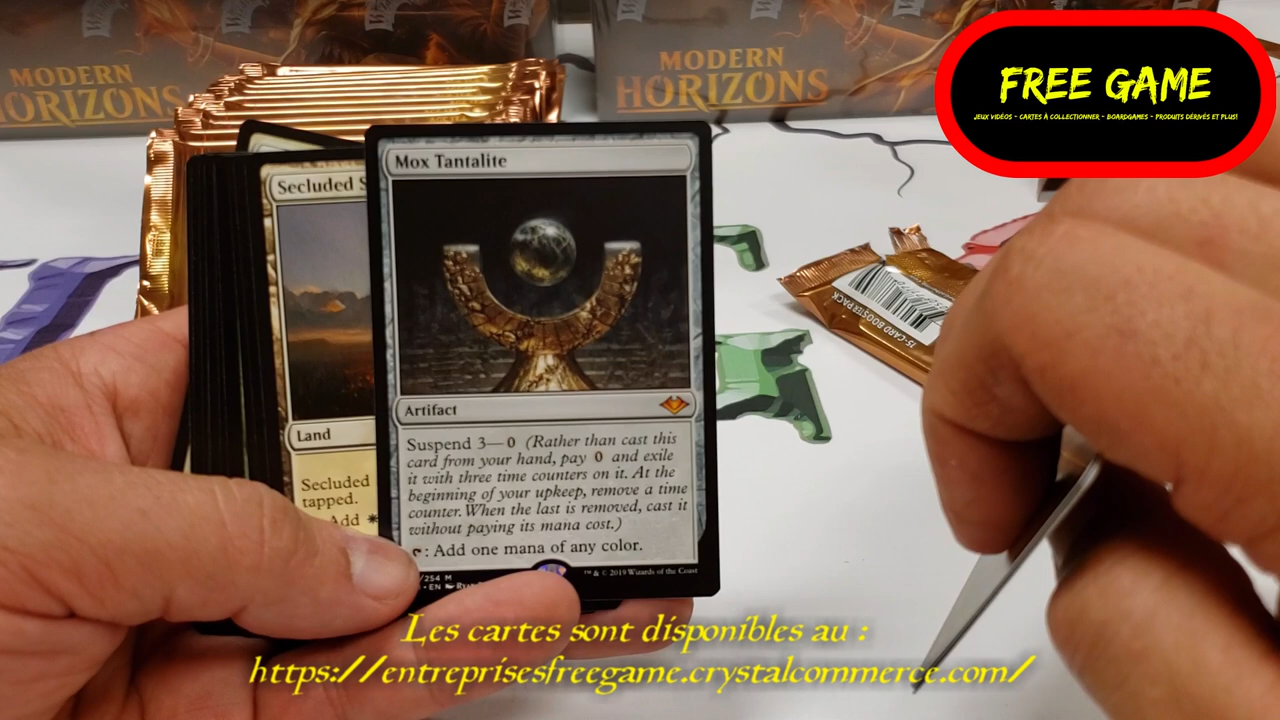 MODERN
HORIZONS
MODERN
HORIZONS
FREE GAME
JEUX VIDÉOS - CARTES À COLLECTIONNER - BOARDGAMES - PRODUITS DÉRIVÉS ET PLUS!
Mox Tantalite
Secluded S
Artifact
Suspend 3—0 (Rather than cast this
card from your hand, pay 0 and exile
it with three time counters on it. At the
beginning of your upkeep, remove a time
counter. When the last is removed, cast it
without paying its mana cost.)
: Add one mana of any color.
/254 M
EN
™ & © 2019 Wizards of the Coast
Land
Secluded
tapped.
Add
15-CARD BOOSTER PACK
Les cartes sont disponibles au :
https://entreprisesfreegame.crystalcommerce.com/